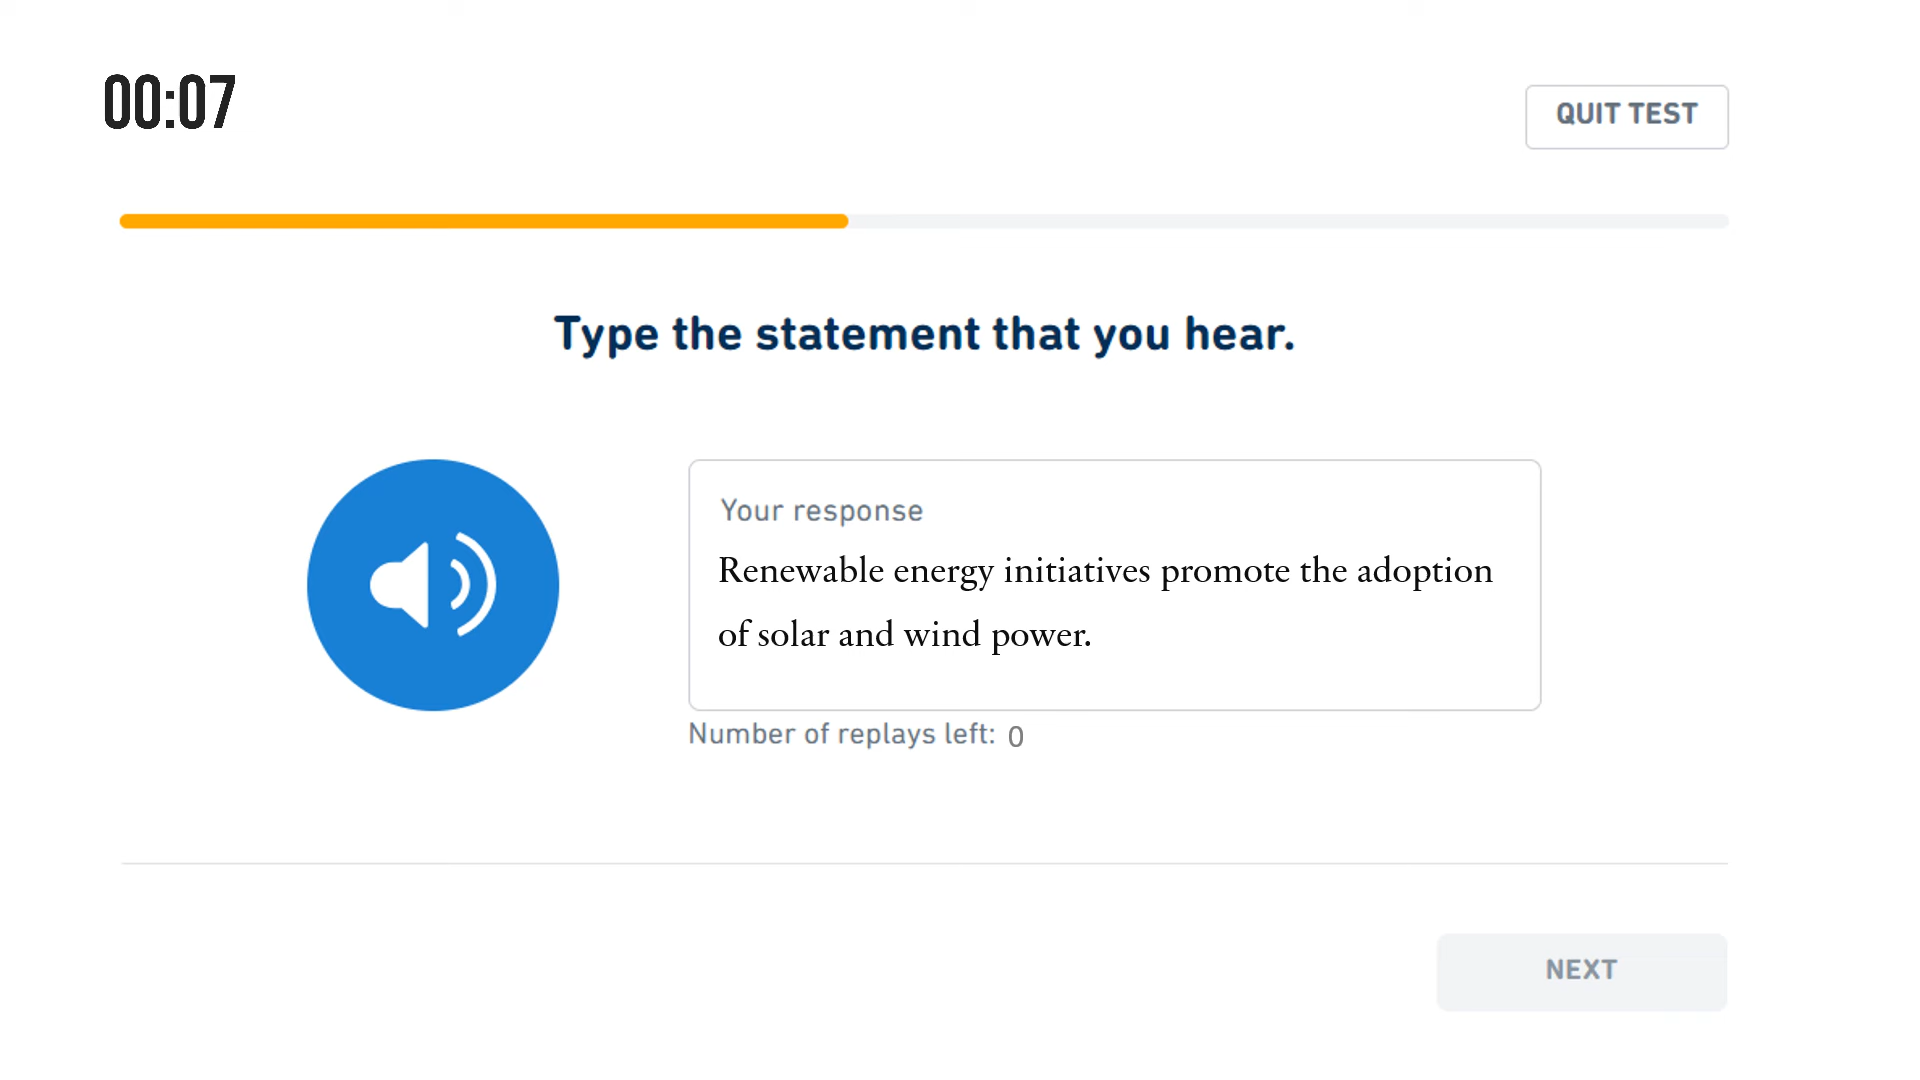 00:07
QUIT TEST
Type the statement that you hear.
Your response
Renewable energy initiatives promote the adoption
of solar and wind power.
Number of replays left: 0
NEXT